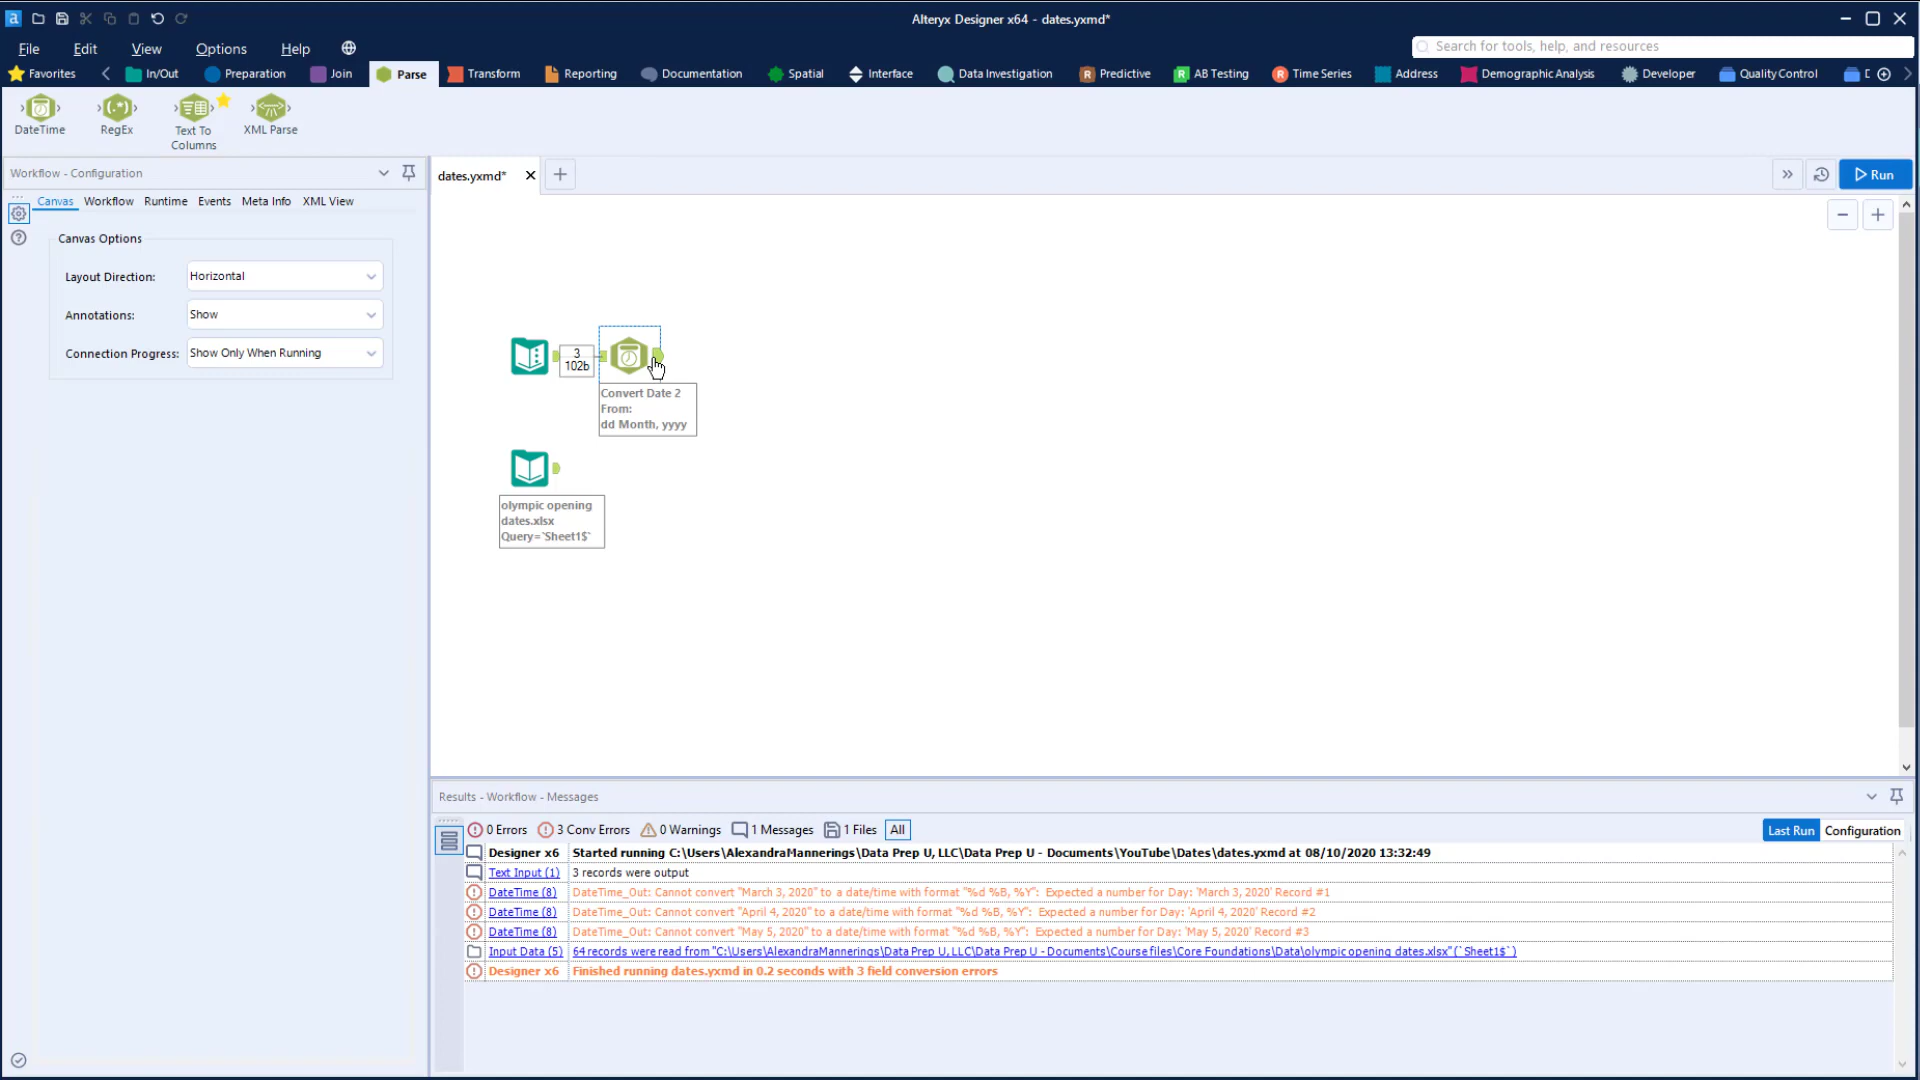 Alteryx Designer x64 - dates.yxmd*
File Edit View Options Help
Search for tools, help, and resources
Favorites In/Out Preparation Join Parse Transform Reporting Documentation Spatial Interface Data Investigation Predictive AB Testing Time Series Address Demographic Analysis Developer Quality Control
DateTime RegEx Text To Columns XML Parse
Workflow - Configuration
Canvas Workflow Runtime Events Meta Info XML View
Canvas Options
Layout Direction: Horizontal
Annotations: Show
Connection Progress: Show Only When Running
dates.yxmd*
Run
3
102b
Convert Date 2
From:
dd Month, yyyy
olympic opening
dates.xlsx
Query=`Sheet1$`
Results - Workflow - Messages
0 Errors 3 Conv Errors 0 Warnings 1 Messages 1 Files All Last Run Configuration
Designer x6 Started running C:\Users\AlexandraMannerings\Data Prep U, LLC\Data Prep U - Documents\YouTube\Dates\dates.yxmd at 08/10/2020 13:32:49
Text Input (1) 3 records were output
DateTime (8) DateTime_Out: Cannot convert "March 3, 2020" to a date/time with format "%d %B, %Y": Expected a number for Day: 'March 3, 2020' Record #1
DateTime (8) DateTime_Out: Cannot convert "April 4, 2020" to a date/time with format "%d %B, %Y": Expected a number for Day: 'April 4, 2020' Record #2
DateTime (8) DateTime_Out: Cannot convert "May 5, 2020" to a date/time with format "%d %B, %Y": Expected a number for Day: 'May 5, 2020' Record #3
Input Data (5) 64 records were read from "C:\Users\AlexandraMannerings\Data Prep U, LLC\Data Prep U - Documents\Course files\Core Foundations\Data\olympic opening dates.xlsx"(`Sheet1$`)
Designer x6 Finished running dates.yxmd in 0.2 seconds with 3 field conversion errors